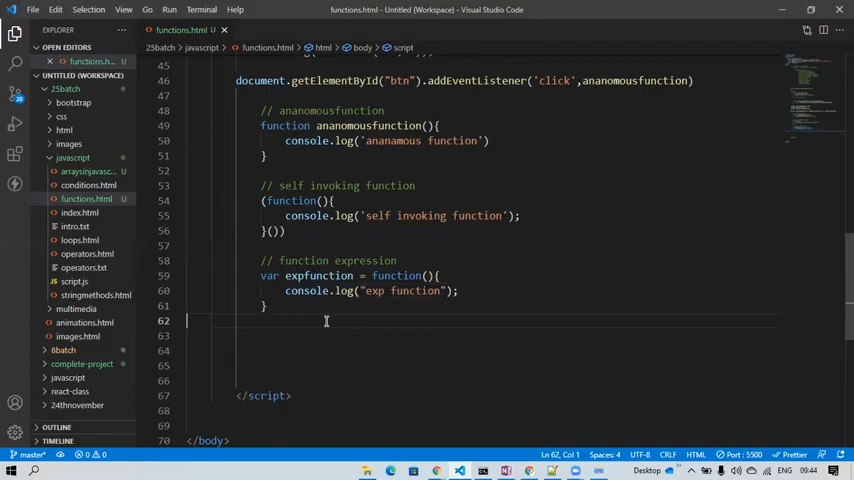 File Edit Selection View Go Run Terminal Help functions.html - Untitled (Workspace) - Visual Studio Code
EXPLORER ··· functions.html U
OPEN EDITORS
25batch > javascript > functions.html > html > body > script
functions.h... U
UNTITLED (WORKSPACE)
25batch
bootstrap
css
html
images
javascript
arraysinjavasc... U
conditions.html
functions.html U
index.html
intro.txt
loops.html
operators.html
operators.txt
script.js
stringmethods.html
multimedia
animations.html
images.html
8batch
complete-project
javascript
react-class
24thnovember
OUTLINE
TIMELINE
45
46 document.getElementById("btn").addEventListener('click',ananomousfunction)
47
48 // ananomousfunction
49 function ananomousfunction(){
50 console.log('ananamous function')
51 }
52
53 // self invoking function
54 (function(){
55 console.log('self invoking function');
56 }())
57
58 // function expression
59 var expfunction = function(){
60 console.log("exp function");
61 }
62
63
64
65
66
67 </script>
68
69
70 </body>
master 0 0 Ln 62, Col 1 Spaces: 4 UTF-8 CRLF HTML Port : 5500 Prettier
20
Desktop ENG 09:44